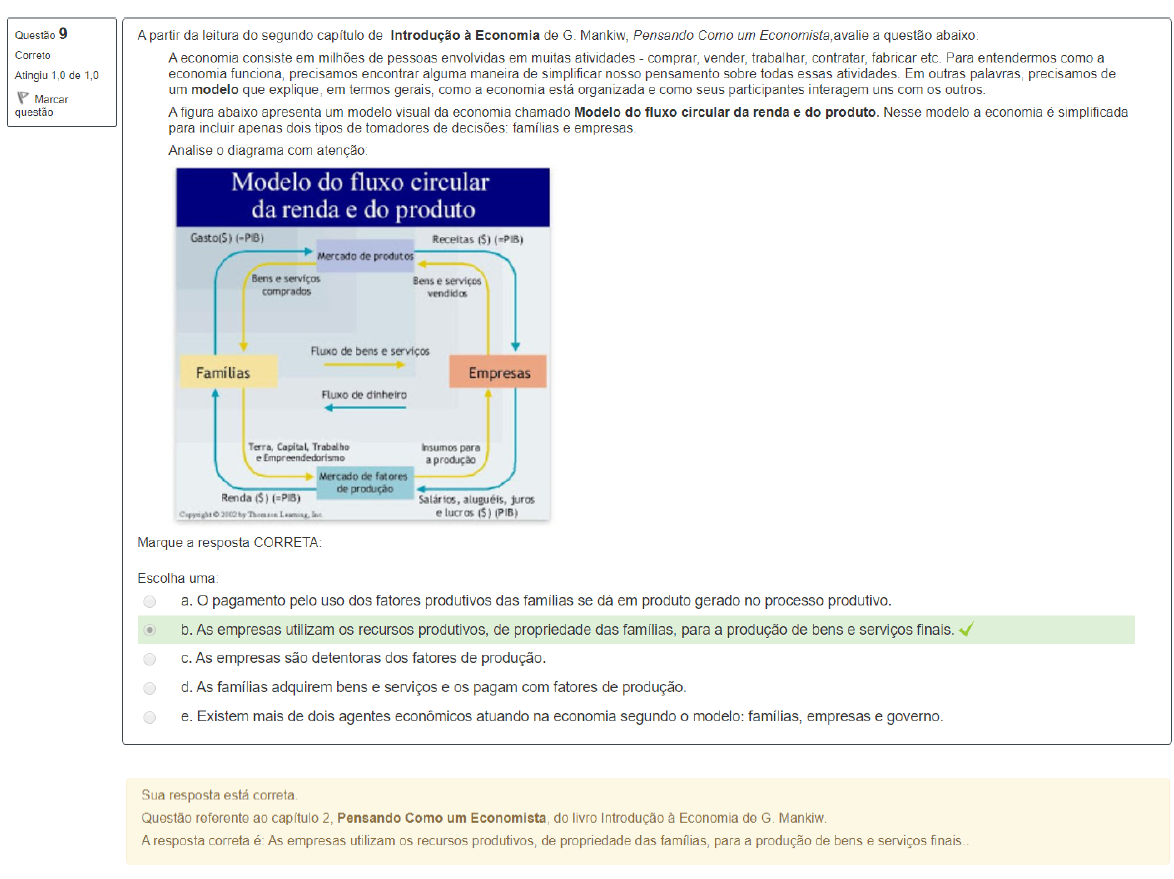 Questão 9
Correto
Atingiu 1,0 de 1,0
Marcar
questão
A partir da leitura do segundo capítulo de Introdução à Economia de G. Mankiw, Pensando Como um Economista,avalie a questão abaixo:
A economia consiste em milhões de pessoas envolvidas em muitas atividades - comprar, vender, trabalhar, contratar, fabricar etc. Para entendermos como a
economia funciona, precisamos encontrar alguma maneira de simplificar nosso pensamento sobre todas essas atividades. Em outras palavras, precisamos de
um modelo que explique, em termos gerais, como a economia está organizada e como seus participantes interagem uns com os outros.
A figura abaixo apresenta um modelo visual da economia chamado Modelo do fluxo circular da renda e do produto. Nesse modelo a economia é simplificada
para incluir apenas dois tipos de tomadores de decisões: famílias e empresas.
Analise o diagrama com atenção:
Modelo do fluxo circular
da renda e do produto
Gasto($) (=PIB)
Receitas ($) (=PIB)
Mercado de produtos
Bens e serviços
comprados
Bens e serviços
vendidos
Fluxo de bens e serviços
Famílias
Empresas
Fluxo de dinheiro
Terra, Capital, Trabalho
e Empreendedorismo
Insumos para
a produção
Mercado de fatores
de produção
Renda ($) (=PIB)
Salários, aluguéis, juros
e lucros ($) (PIB)
Copyright © 2002 by Thomson Learning, Inc.
Marque a resposta CORRETA:
Escolha uma:
a. O pagamento pelo uso dos fatores produtivos das famílias se dá em produto gerado no processo produtivo.
b. As empresas utilizam os recursos produtivos, de propriedade das famílias, para a produção de bens e serviços finais.
c. As empresas são detentoras dos fatores de produção.
d. As famílias adquirem bens e serviços e os pagam com fatores de produção.
e. Existem mais de dois agentes econômicos atuando na economia segundo o modelo: famílias, empresas e governo.
Sua resposta está correta.
Questão referente ao capítulo 2, Pensando Como um Economista, do livro Introdução à Economia de G. Mankiw.
A resposta correta é: As empresas utilizam os recursos produtivos, de propriedade das famílias, para a produção de bens e serviços finais..